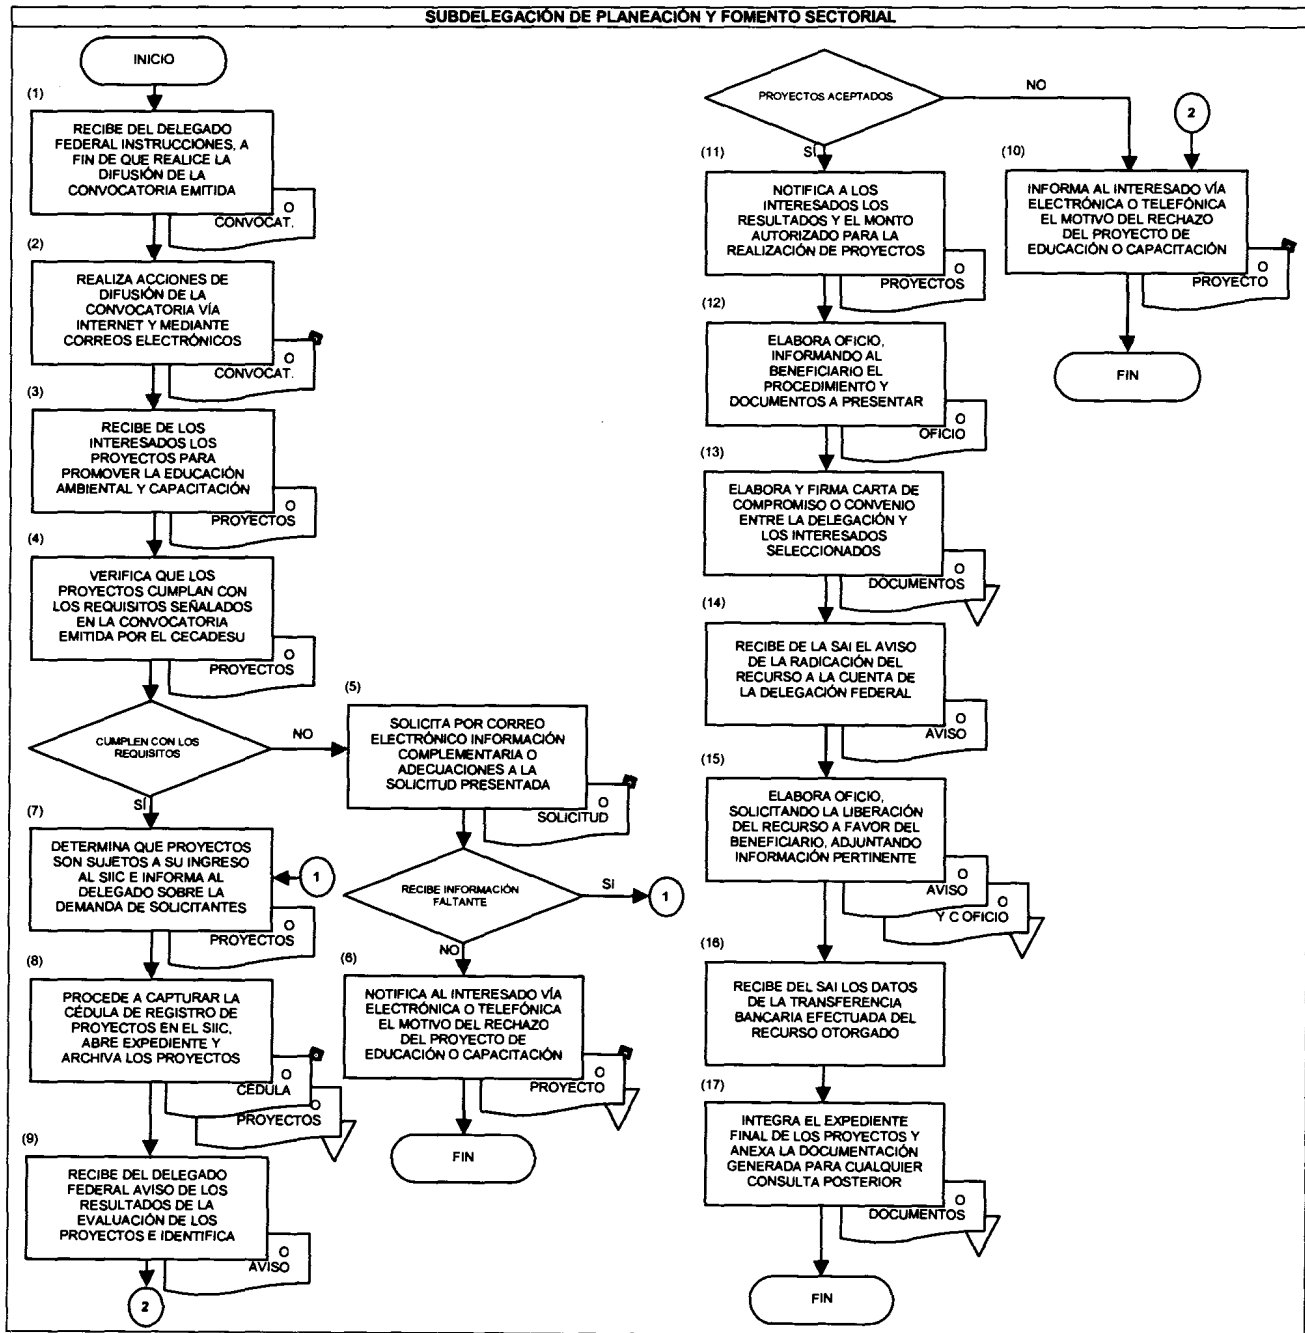 SUBDELEGACIÓN DE PLANEACIÓN Y FOMENTO SECTORIAL
INICIO
(1)
RECIBE DEL DELEGADO
FEDERAL INSTRUCCIONES, A
FIN DE QUE REALICE LA
DIFUSIÓN DE LA
CONVOCATORIA EMITIDA
O
CONVOCAT.
(2)
REALIZA ACCIONES DE
DIFUSIÓN DE LA
CONVOCATORIA VÍA
INTERNET Y MEDIANTE
CORREOS ELECTRÓNICOS
O
CONVOCAT.
(3)
RECIBE DE LOS
INTERESADOS LOS
PROYECTOS PARA
PROMOVER LA EDUCACIÓN
AMBIENTAL Y CAPACITACIÓN
O
PROYECTOS
(4)
VERIFICA QUE LOS
PROYECTOS CUMPLAN CON
LOS REQUISITOS SEÑALADOS
EN LA CONVOCATORIA
EMITIDA POR EL CECADESU
O
PROYECTOS
CUMPLEN CON LOS
REQUISITOS
NO
SÍ
(5)
SOLICITA POR CORREO
ELECTRÓNICO INFORMACIÓN
COMPLEMENTARIA O
ADECUACIONES A LA
SOLICITUD PRESENTADA
O
SOLICITUD
RECIBE INFORMACIÓN
FALTANTE
SI
1
NO
(6)
NOTIFICA AL INTERESADO VÍA
ELECTRÓNICA O TELEFÓNICA
EL MOTIVO DEL RECHAZO
DEL PROYECTO DE
EDUCACIÓN O CAPACITACIÓN
O
PROYECTO
FIN
(7)
DETERMINA QUE PROYECTOS
SON SUJETOS A SU INGRESO
AL SIIC E INFORMA AL
DELEGADO SOBRE LA
DEMANDA DE SOLICITANTES
1
O
PROYECTOS
(8)
PROCEDE A CAPTURAR LA
CÉDULA DE REGISTRO DE
PROYECTOS EN EL SIIC,
ABRE EXPEDIENTE Y
ARCHIVA LOS PROYECTOS
O
CEDULA
O
PROYECTOS
(9)
RECIBE DEL DELEGADO
FEDERAL AVISO DE LOS
RESULTADOS DE LA
EVALUACIÓN DE LOS
PROYECTOS E IDENTIFICA
O
AVISO
2
PROYECTOS ACEPTADOS
NO
SÍ
2
(10)
INFORMA AL INTERESADO VÍA
ELECTRÓNICA O TELEFÓNICA
EL MOTIVO DEL RECHAZO
DEL PROYECTO DE
EDUCACIÓN O CAPACITACIÓN
O
PROYECTO
FIN
(11)
NOTIFICA A LOS
INTERESADOS LOS
RESULTADOS Y EL MONTO
AUTORIZADO PARA LA
REALIZACIÓN DE PROYECTOS
O
PROYECTOS
(12)
ELABORA OFICIO,
INFORMANDO AL
BENEFICIARIO EL
PROCEDIMIENTO Y
DOCUMENTOS A PRESENTAR
O
OFICIO
(13)
ELABORA Y FIRMA CARTA DE
COMPROMISO O CONVENIO
ENTRE LA DELEGACIÓN Y
LOS INTERESADOS
SELECCIONADOS
O
DOCUMENTOS
(14)
RECIBE DE LA SAI EL AVISO
DE LA RADICACIÓN DEL
RECURSO A LA CUENTA DE
LA DELEGACIÓN FEDERAL
O
AVISO
(15)
ELABORA OFICIO,
SOLICITANDO LA LIBERACIÓN
DEL RECURSO A FAVOR DEL
BENEFICIARIO, ADJUNTANDO
INFORMACIÓN PERTINENTE
O
AVISO
O
Y C OFICIO
(16)
RECIBE DEL SAI LOS DATOS
DE LA TRANSFERENCIA
BANCARIA EFECTUADA DEL
RECURSO OTORGADO
(17)
INTEGRA EL EXPEDIENTE
FINAL DE LOS PROYECTOS Y
ANEXA LA DOCUMENTACIÓN
GENERADA PARA CUALQUIER
CONSULTA POSTERIOR
O
DOCUMENTOS
FIN